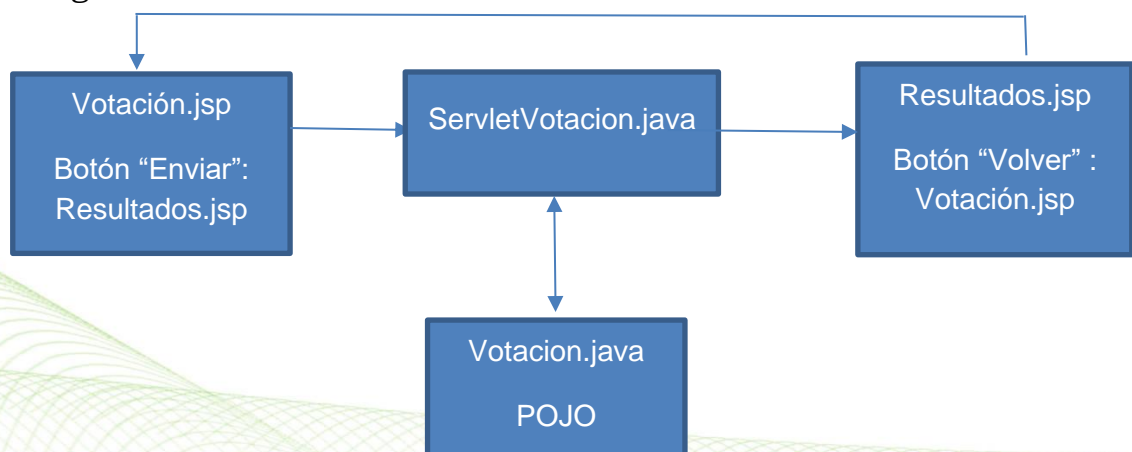 Votación.jsp
Botón “Enviar”:
Resultados.jsp
ServletVotacion.java
Resultados.jsp
Botón “Volver” :
Votación.jsp
Votacion.java
POJO